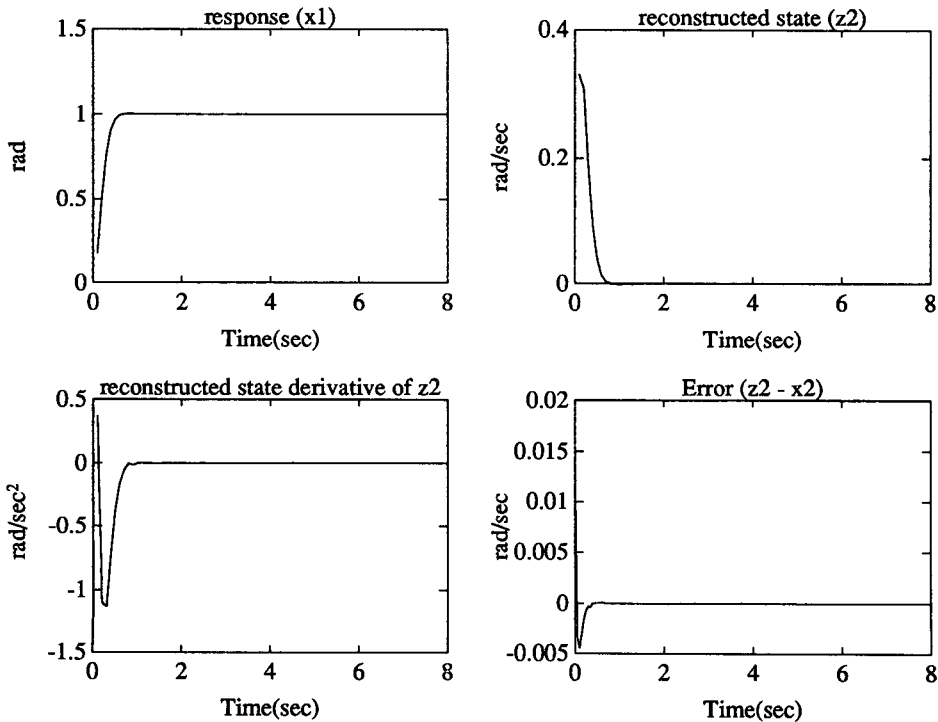 response (x1)
1.5
1
0.5
0
rad
0 2 4 6 8
Time(sec)
reconstructed state (z2)
0.4
0.2
0
rad/sec
0 2 4 6 8
Time(sec)
reconstructed state derivative of z2
0.5
0
-0.5
-1
-1.5
rad/sec²
0 2 4 6 8
Time(sec)
Error (z2 - x2)
0.02
0.015
0.01
0.005
0
-0.005
rad/sec
0 2 4 6 8
Time(sec)